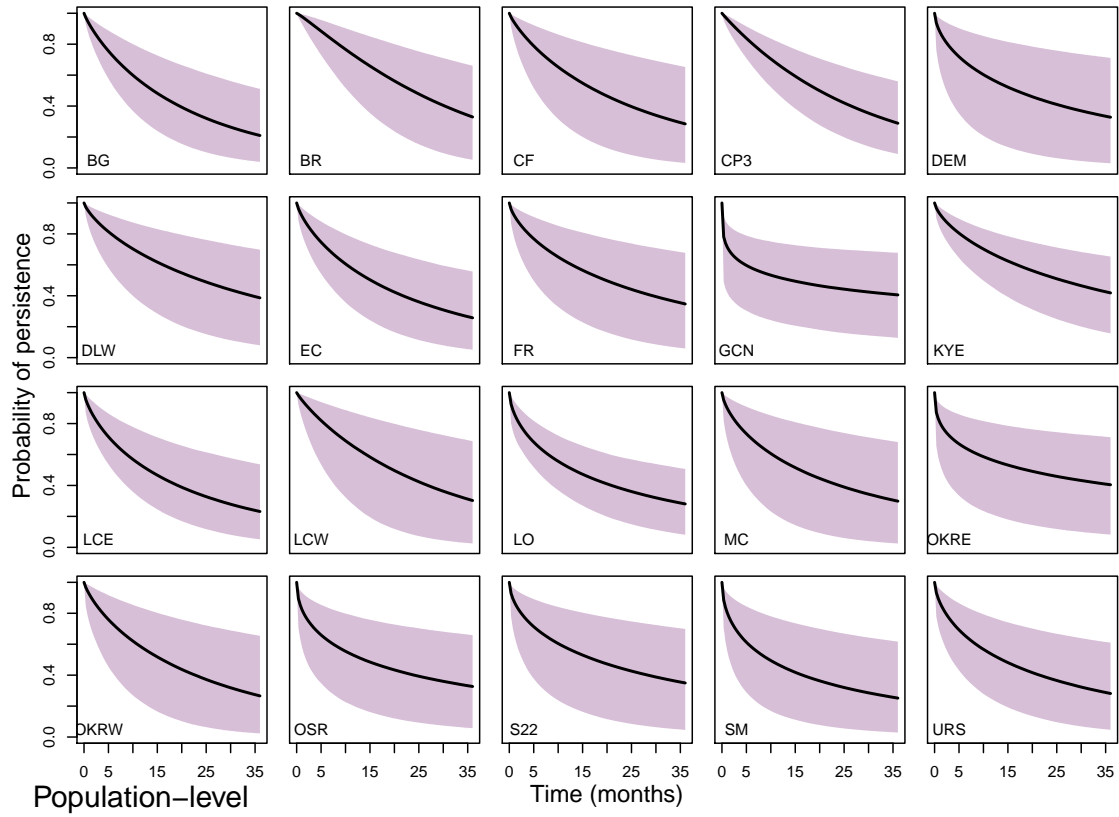 0.0 0.4 0.8
BG
BR
CF
CP3
DEM
0.0 0.4 0.8
DLW
EC
FR
GCN
KYE
0.0 0.4 0.8
LCE
LCW
LO
MC
OKRE
0.0 0.4 0.8
OKRW
OSR
S22
SM
URS
Probability of persistence
0 5 15 25 35
0 5 15 25 35
0 5 15 25 35
0 5 15 25 35
0 5 15 25 35
Time (months)
Population−level